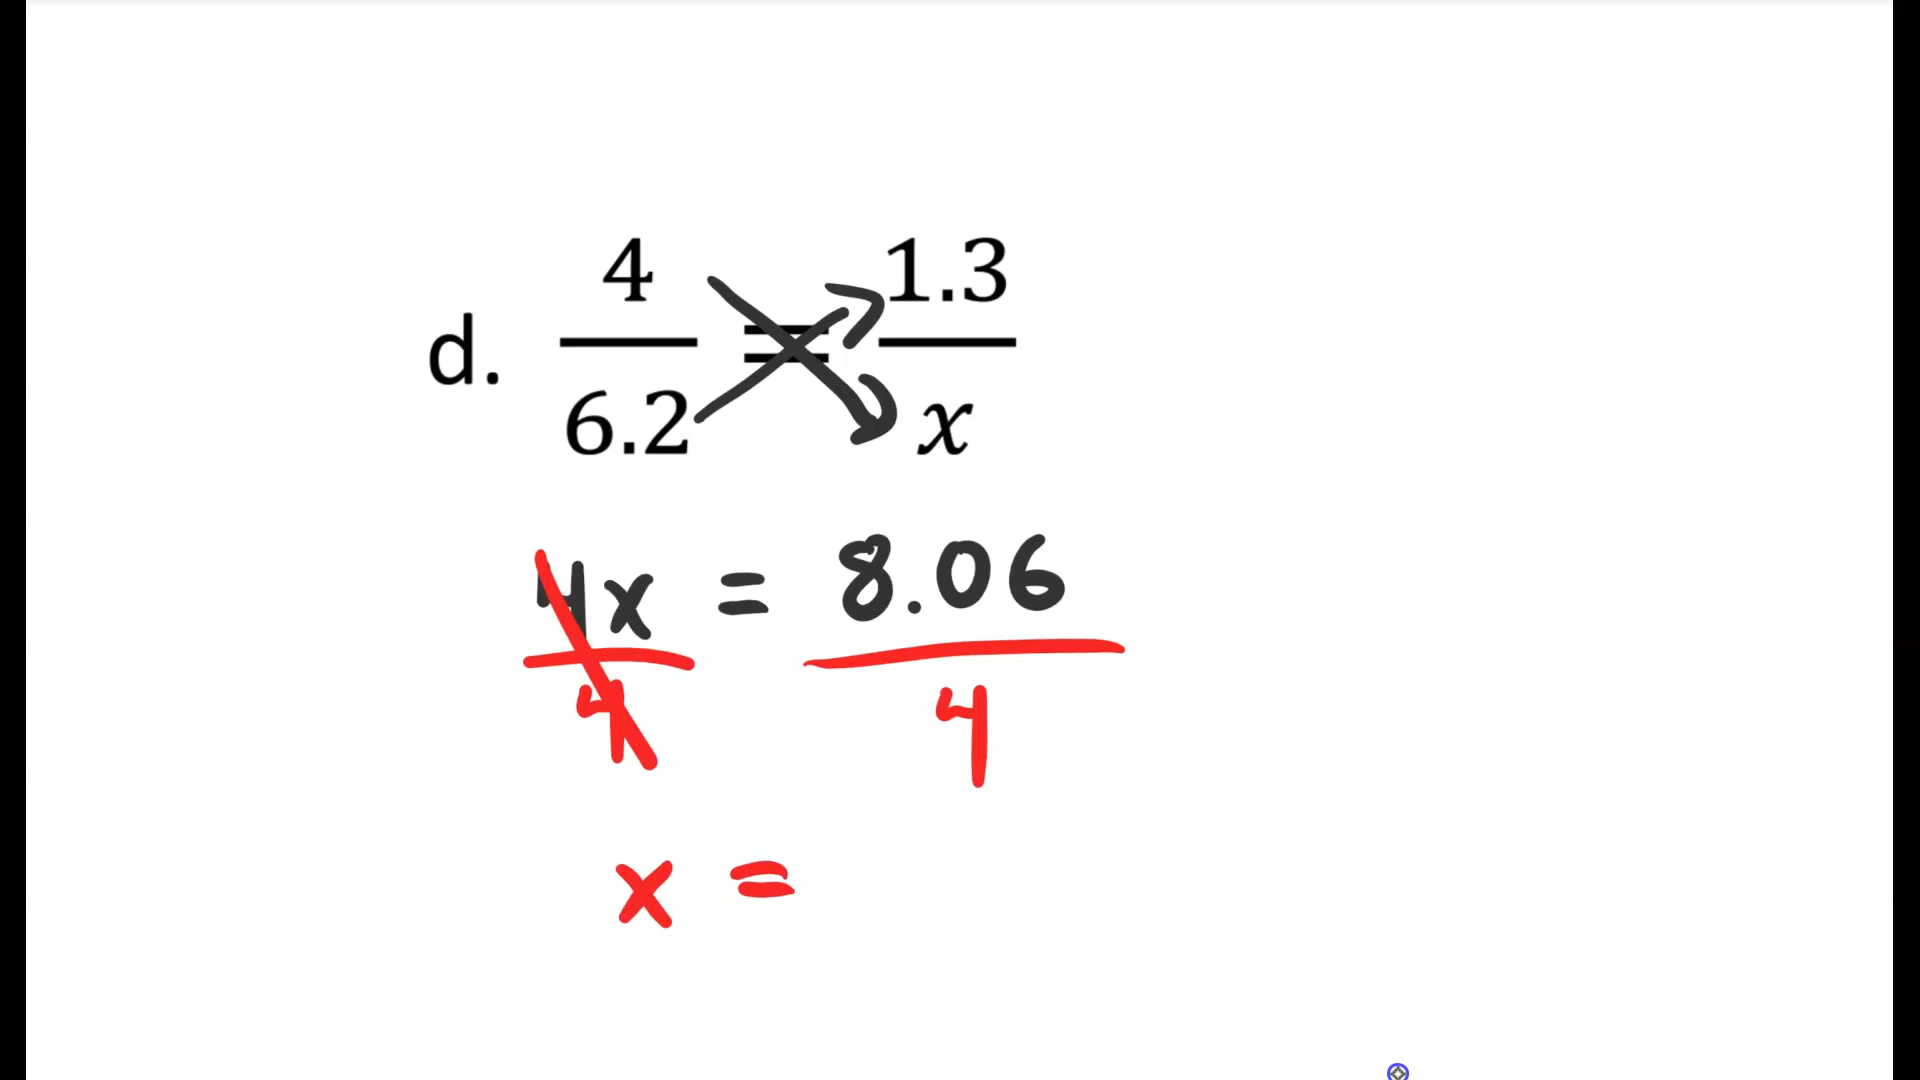 d. 4/6.2 = 1.3/x
4x/4 = 8.06/4
x =